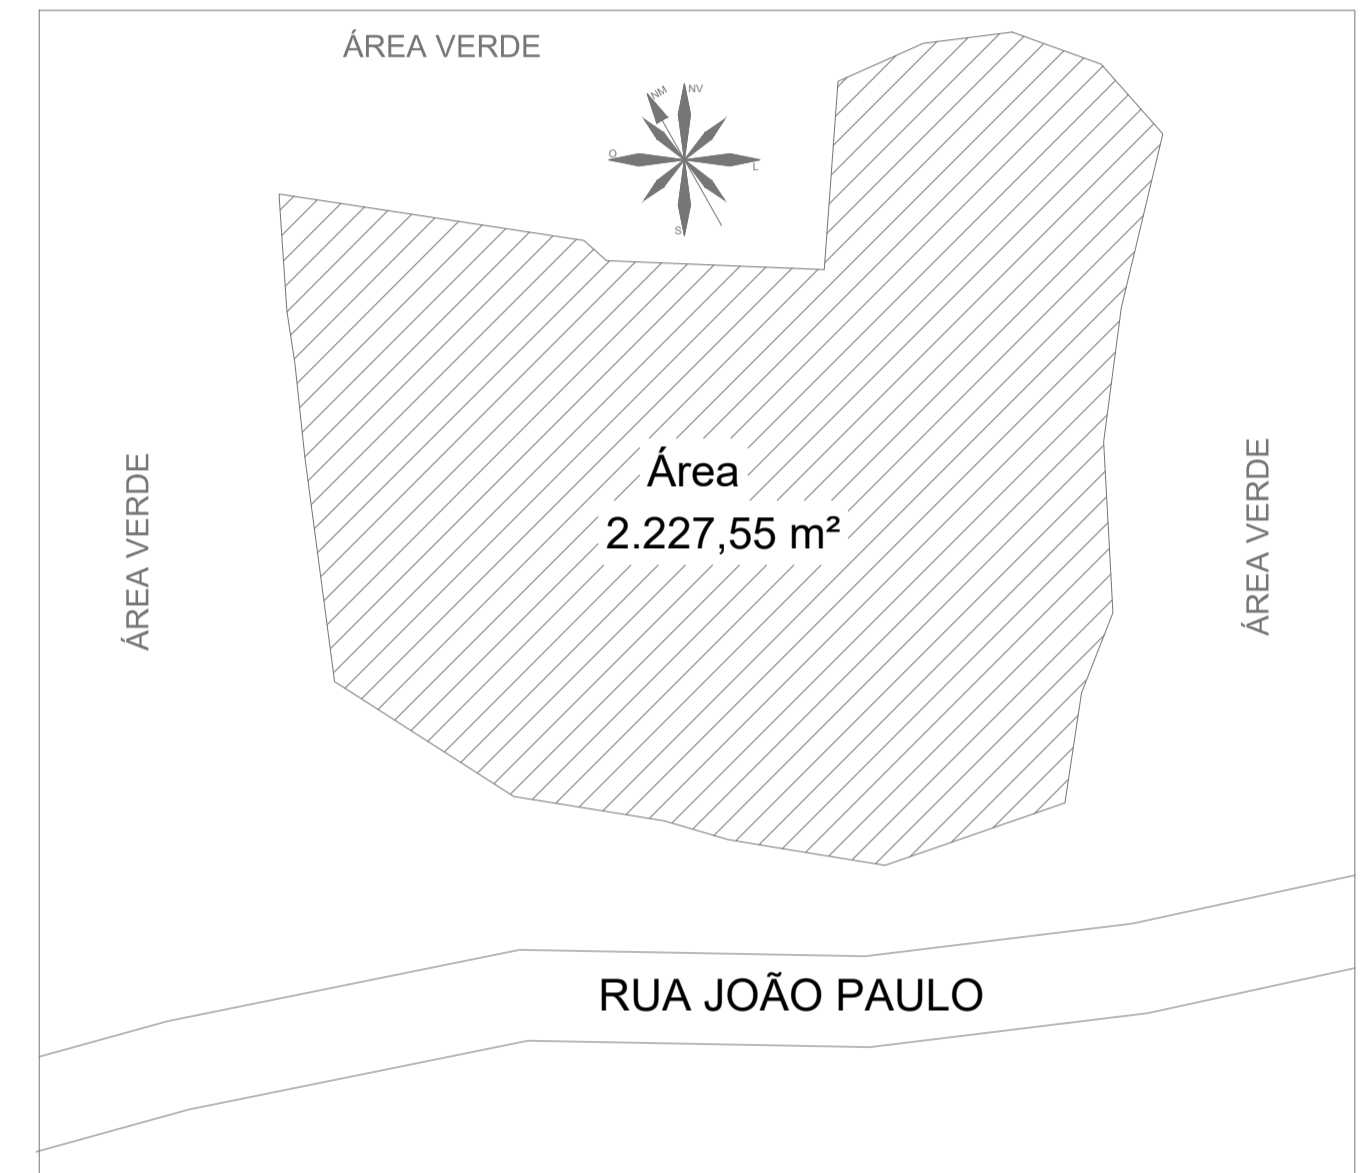 ÁREA VERDE
NM
NV
O
L
S
ÁREA VERDE
Área
2.227,55 m²
ÁREA VERDE
RUA JOÃO PAULO